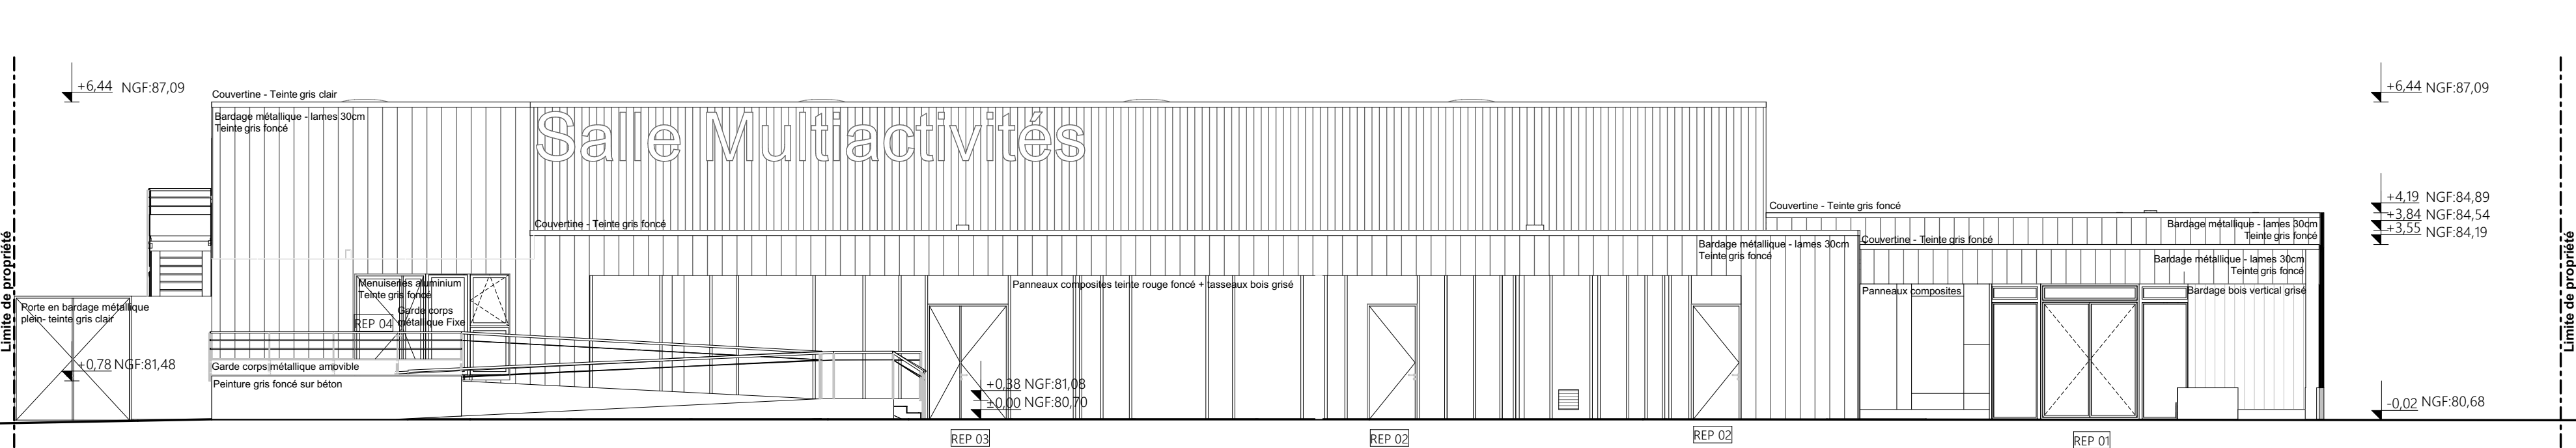 +6,44 NGF:87,09
Couvertine - Teinte gris clair
Bardage métallique - lames 30cm
Teinte gris foncé
Salle Multiactivités
+6,44 NGF:87,09
Couvertine - Teinte gris foncé
Couvertine - Teinte gris foncé
+4,19 NGF:84,89
+3,84 NGF:84,54
+3,55 NGF:84,19
Bardage métallique - lames 30cm
Teinte gris foncé
Couvertine - Teinte gris foncé
Bardage métallique - lames 30cm
Teinte gris foncé
Bardage métallique - lames 30cm
Teinte gris foncé
Limite de propriété
Limite de propriété
Menuiseries aluminium
Teinte gris foncé
Panneaux composites teinte rouge foncé + tasseaux bois grisé
Panneaux composites
Bardage bois vertical grisé
Porte en bardage métallique
plein- teinte gris clair
Garde corps
métallique Fixe
REP 04
+0,78 NGF:81,48
Garde corps métallique amovible
Peinture gris foncé sur béton
+0,38 NGF:81,08
±0,00 NGF:80,70
-0,02 NGF:80,68
REP 03
REP 02
REP 02
REP 01